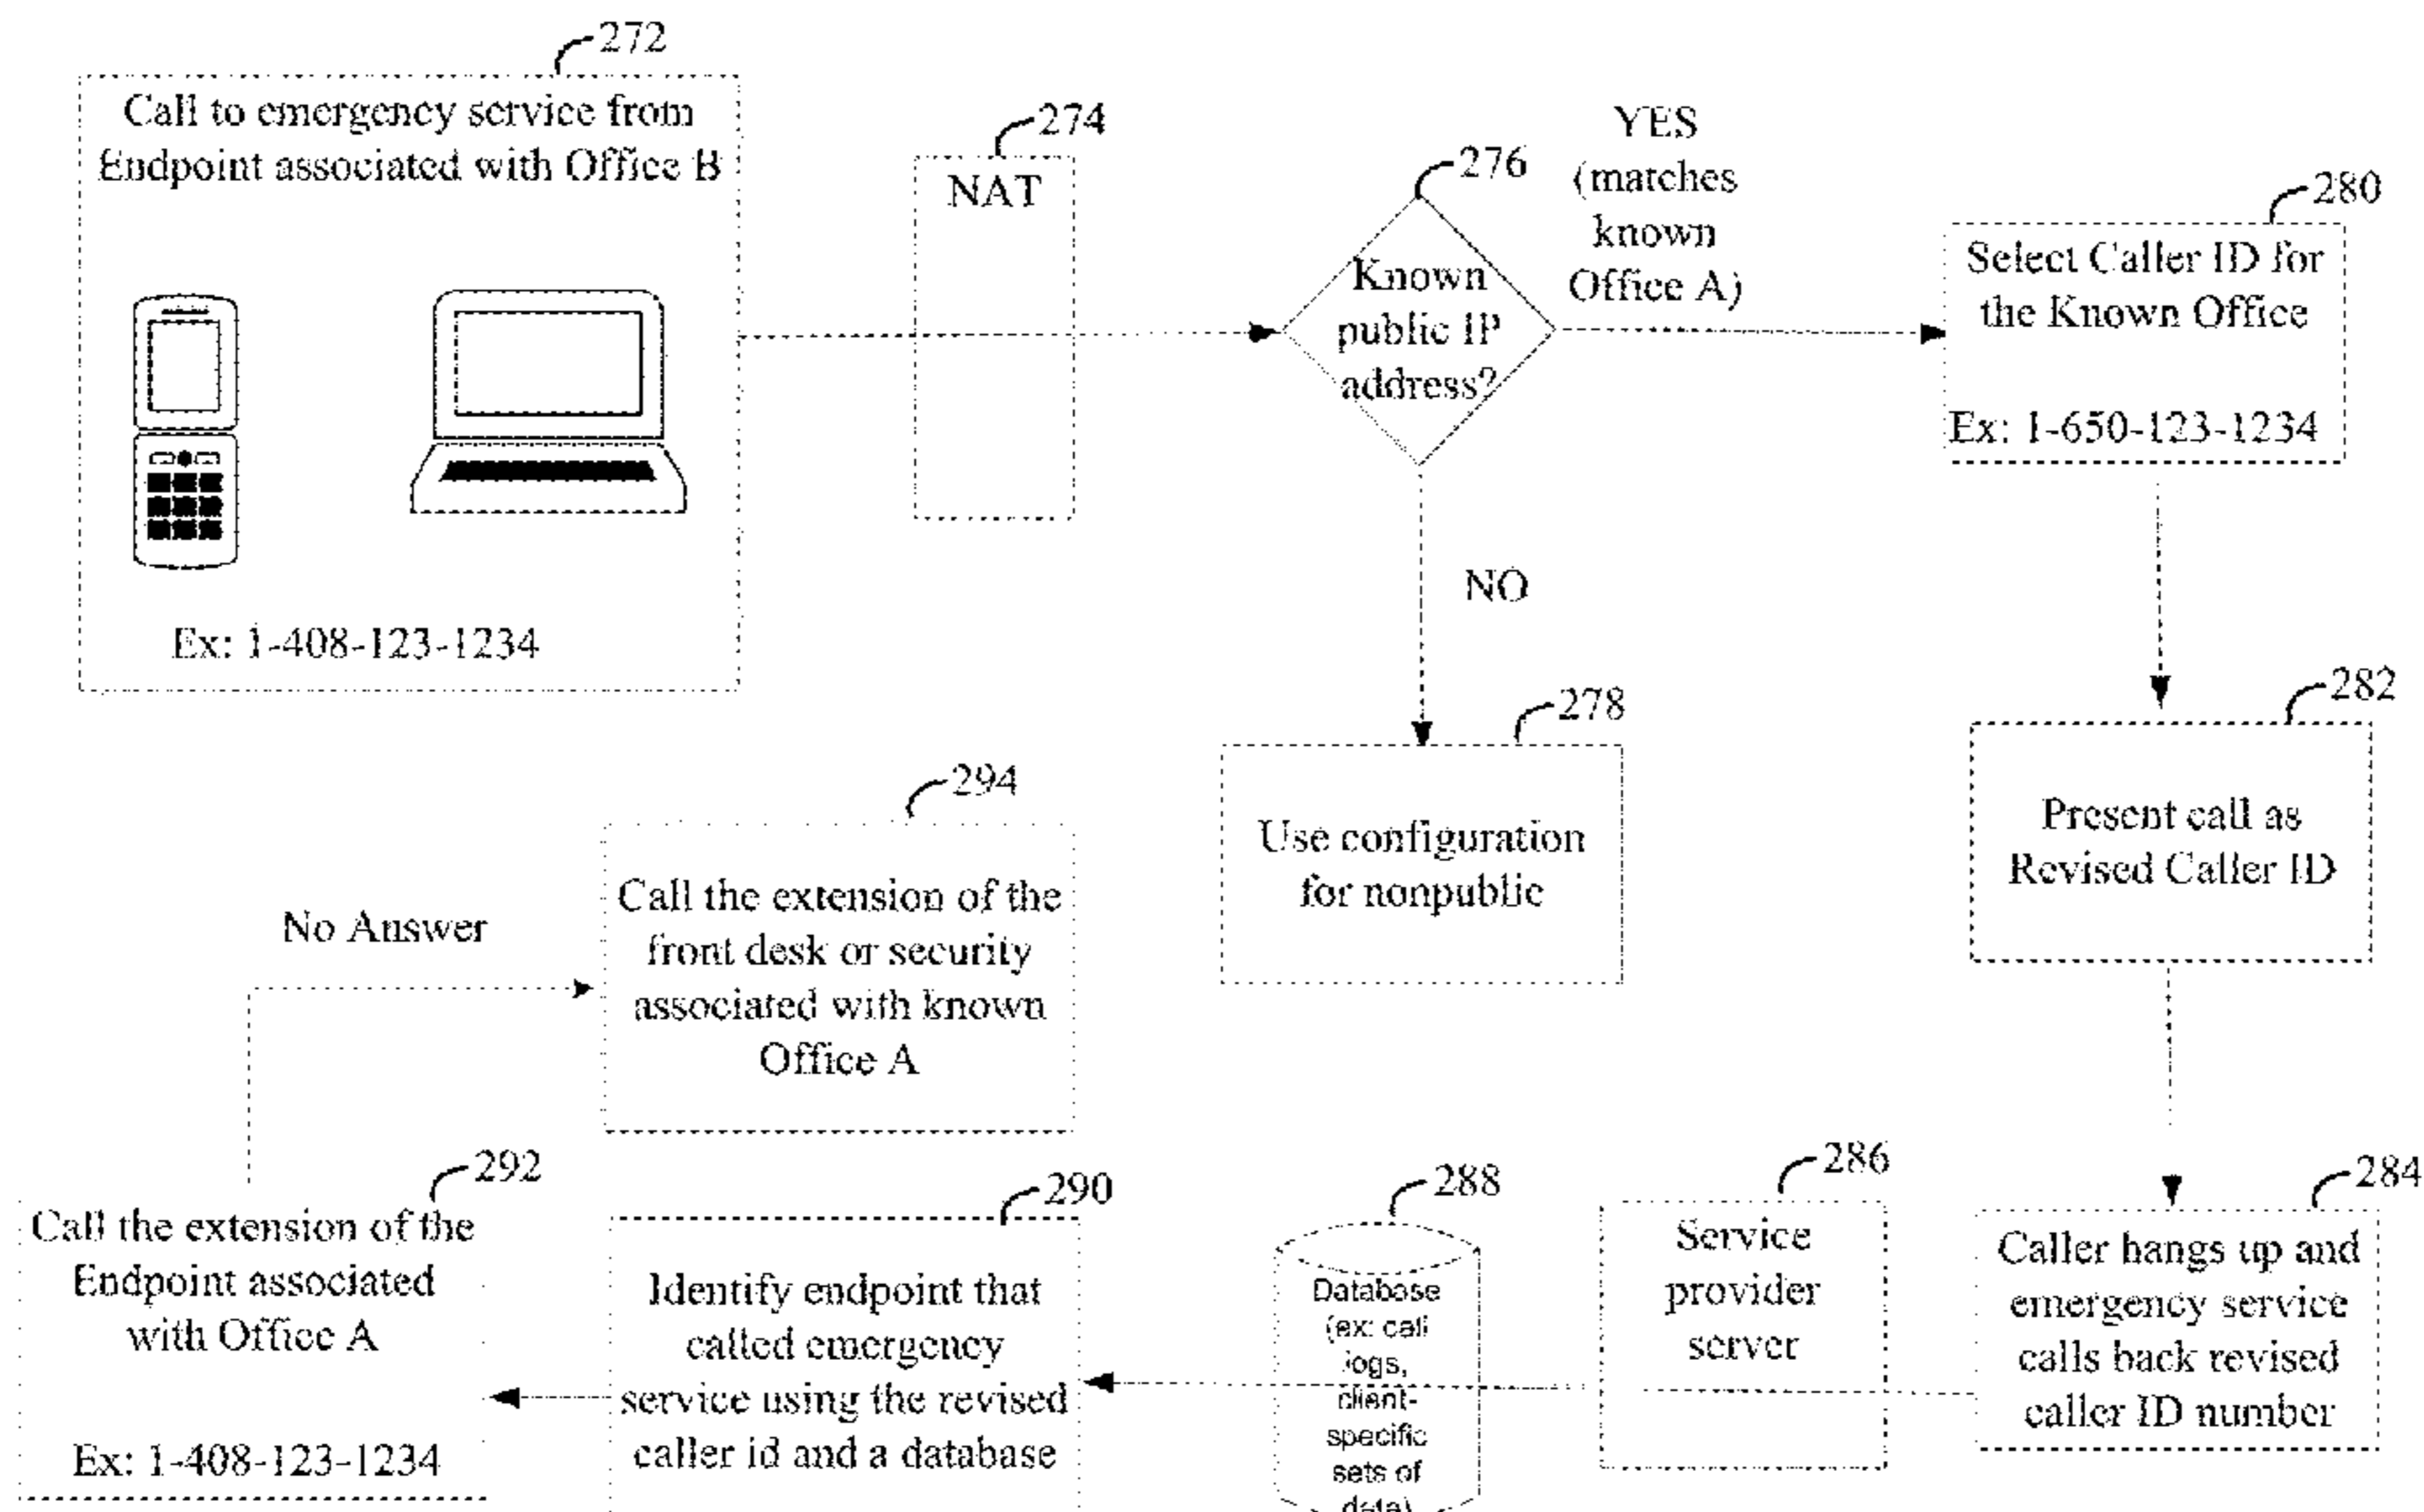 272
Call to emergency service from
Endpoint associated with Office B
Ex: 1-408-123-1234
274
NAT
276
Known
public IP
address?
YES
(matches
known
Office A)
NO
280
Select Caller ID for
the Known Office
Ex: 1-650-123-1234
278
Use configuration
for nonpublic
282
Present call as
Revised Caller ID
284
Caller hangs up and
emergency service
calls back revised
caller ID number
286
Service
provider
server
288
Database
(ex: call
logs,
client-
specific
sets of
data)
290
Identify endpoint that
called emergency
service using the revised
caller id and a database
292
Call the extension of the
Endpoint associated
with Office A
Ex: 1-408-123-1234
No Answer
294
Call the extension of the
front desk or security
associated with known
Office A